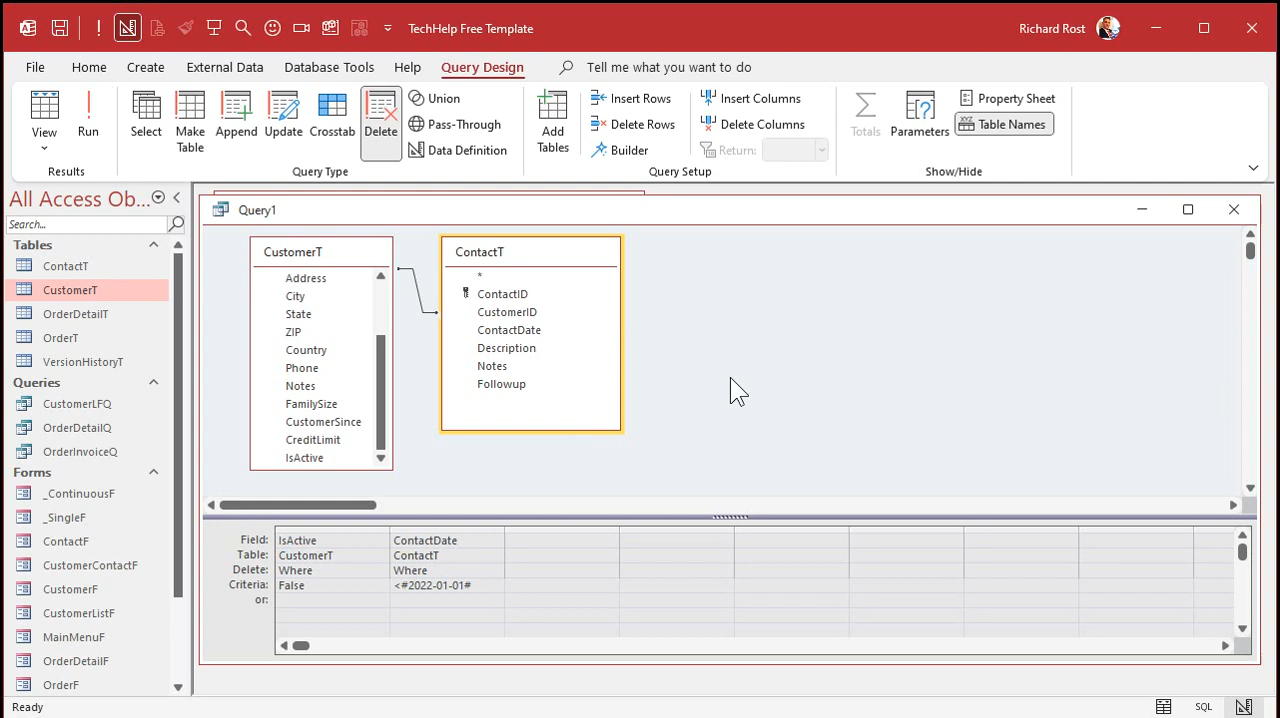 TechHelp Free Template
Richard Rost
File Home Create External Data Database Tools Help Query Design Tell me what you want to do
View
Run
Results
Select
Make Table
Append
Update
Crosstab
Delete
Union
Pass-Through
Data Definition
Query Type
Add Tables
Insert Rows
Delete Rows
Builder
Insert Columns
Delete Columns
Return:
Query Setup
Totals
Parameters
Property Sheet
XYZ
Table Names
Show/Hide
All Access Ob...
Search...
Tables
ContactT
CustomerT
OrderDetailT
OrderT
VersionHistoryT
Queries
CustomerLFQ
OrderDetailQ
OrderInvoiceQ
Forms
_ContinuousF
_SingleF
ContactF
CustomerContactF
CustomerF
CustomerListF
MainMenuF
OrderDetailF
OrderF
Query1
CustomerT
Address
City
State
ZIP
Country
Phone
Notes
FamilySize
CustomerSince
CreditLimit
IsActive
ContactT
*
ContactID
CustomerID
ContactDate
Description
Notes
Followup
Field: IsActive ContactDate
Table: CustomerT ContactT
Delete: Where Where
Criteria: False <#2022-01-01#
or:
Ready
SQL